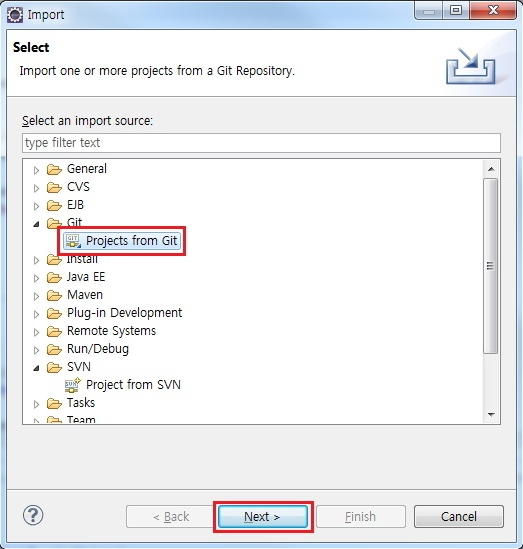 Import
Select
Import one or more projects from a Git Repository.
Select an import source:
type filter text
General
CVS
EJB
Git
GIT
Projects from Git
Install
Java EE
Maven
Plug-in Development
Remote Systems
Run/Debug
SVN
SVN
Project from SVN
Tasks
Team
?
< Back
Next >
Finish
Cancel